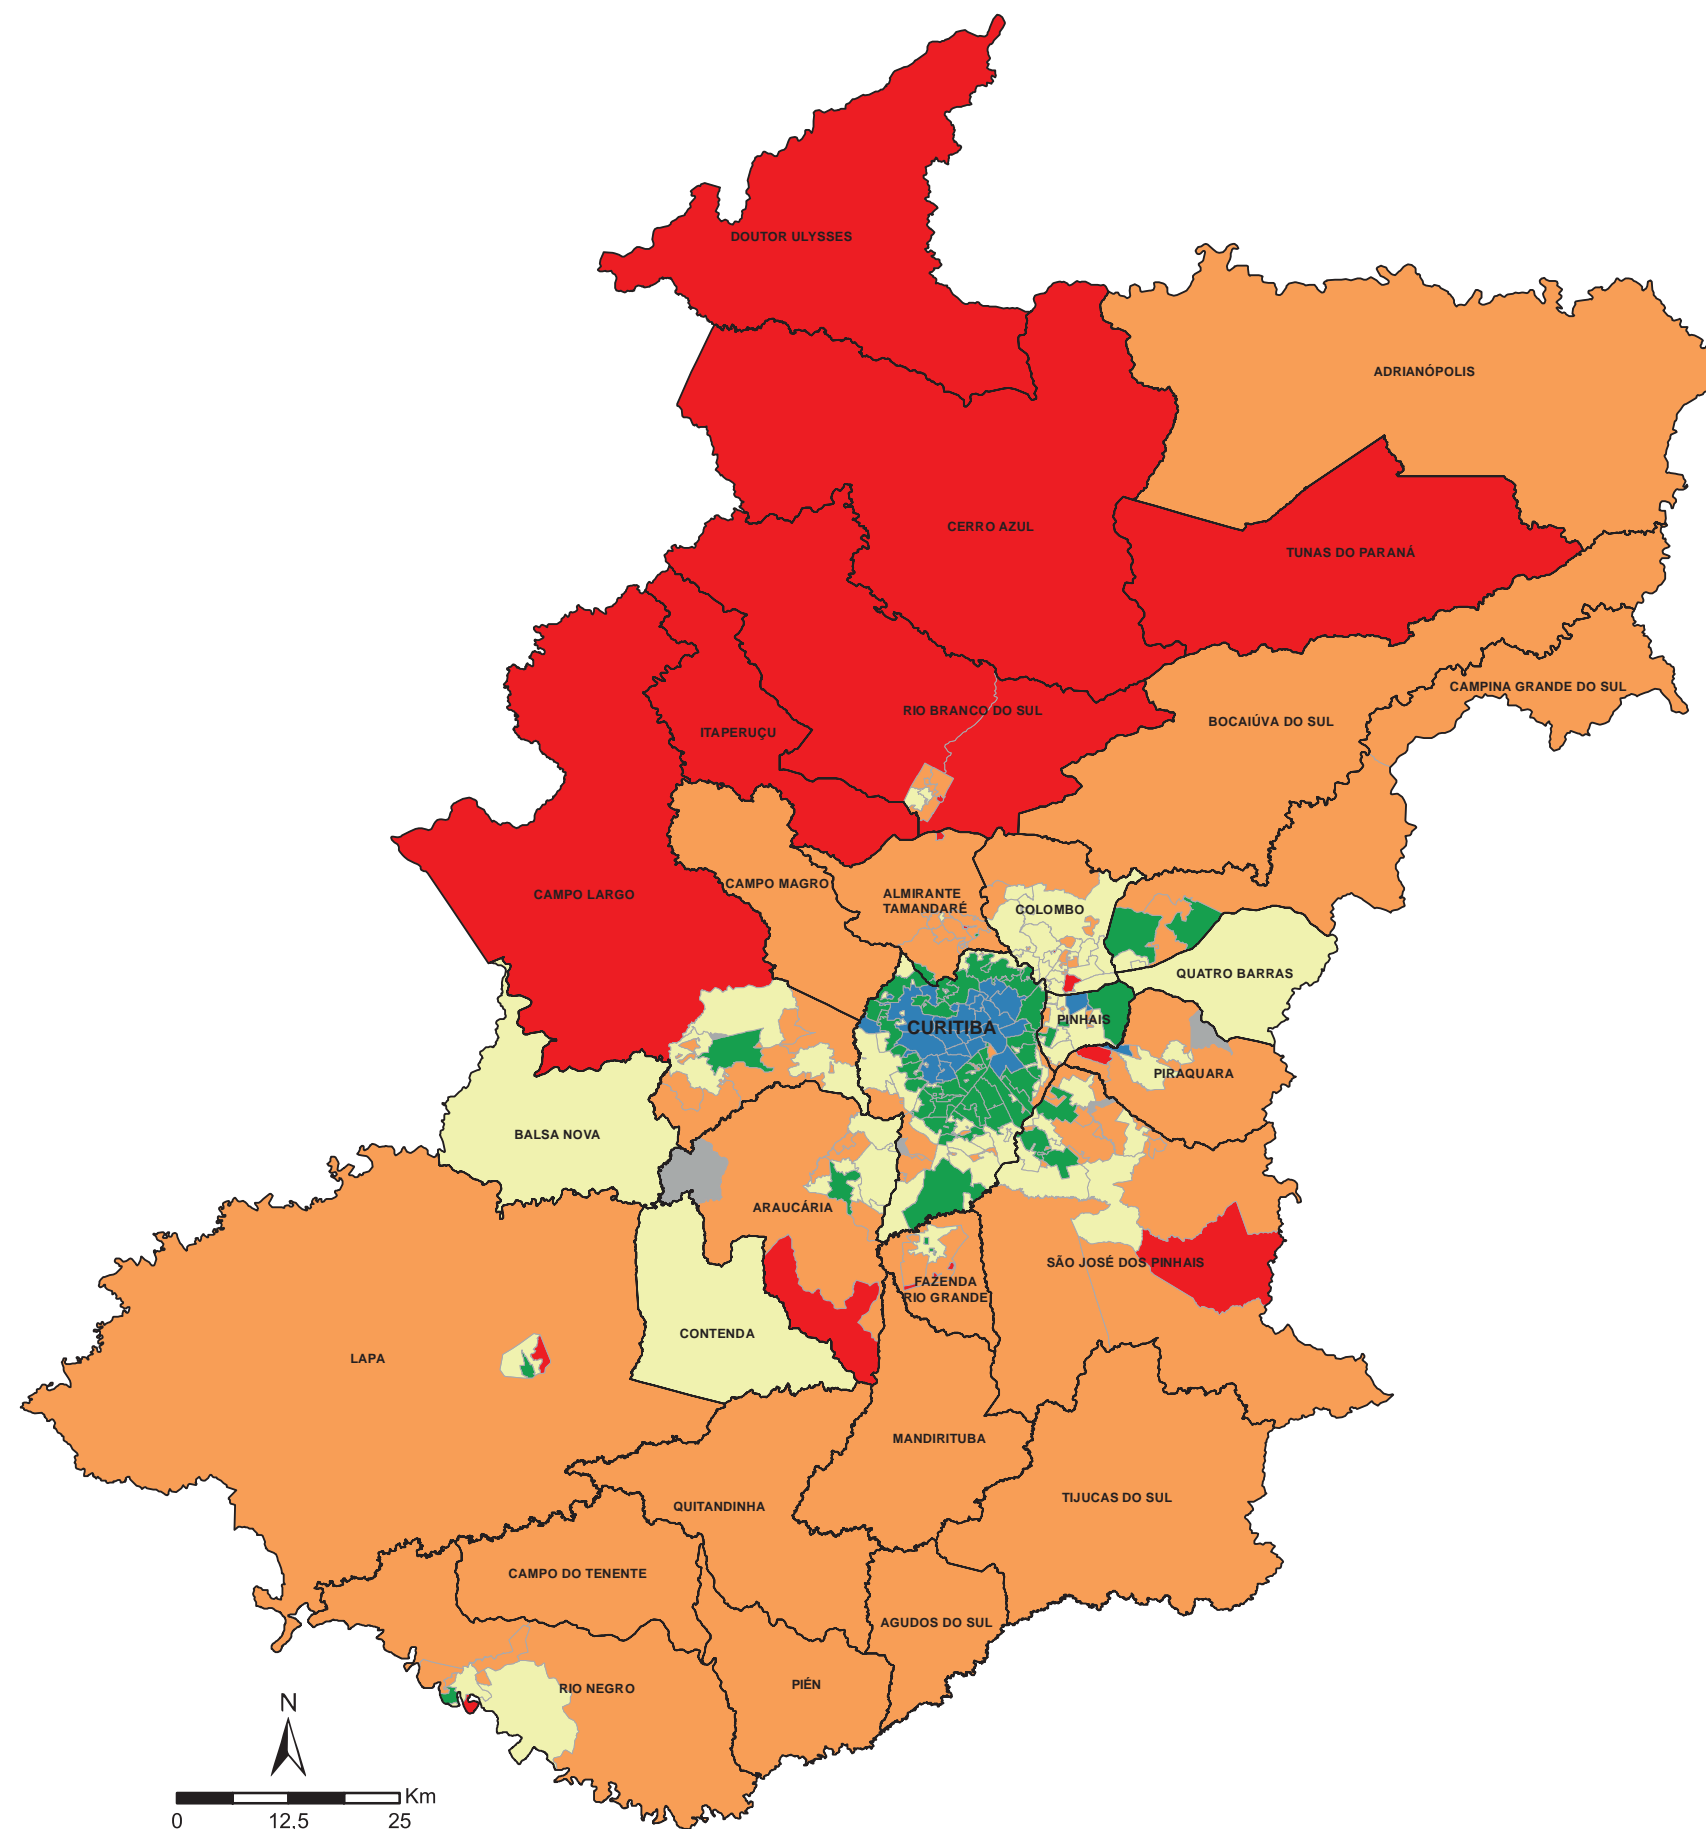 DOUTOR ULYSSES
ADRIANÓPOLIS
CERRO AZUL
TUNAS DO PARANÁ
CAMPINA GRANDE DO SUL
RIO BRANCO DO SUL
BOCAIÚVA DO SUL
ITAPERUÇU
CAMPO MAGRO
CAMPO LARGO
ALMIRANTE
TAMANDARÉ
COLOMBO
QUATRO BARRAS
CURITIBA
PINHAIS
PIRAQUARA
BALSA NOVA
ARAUCÁRIA
SÃO JOSÉ DOS PINHAIS
FAZENDA
RIO GRANDE
CONTENDA
LAPA
MANDIRITUBA
TIJUCAS DO SUL
QUITANDINHA
CAMPO DO TENENTE
AGUDOS DO SUL
PIÉN
RIO NEGRO
N
Km
0 12,5 25